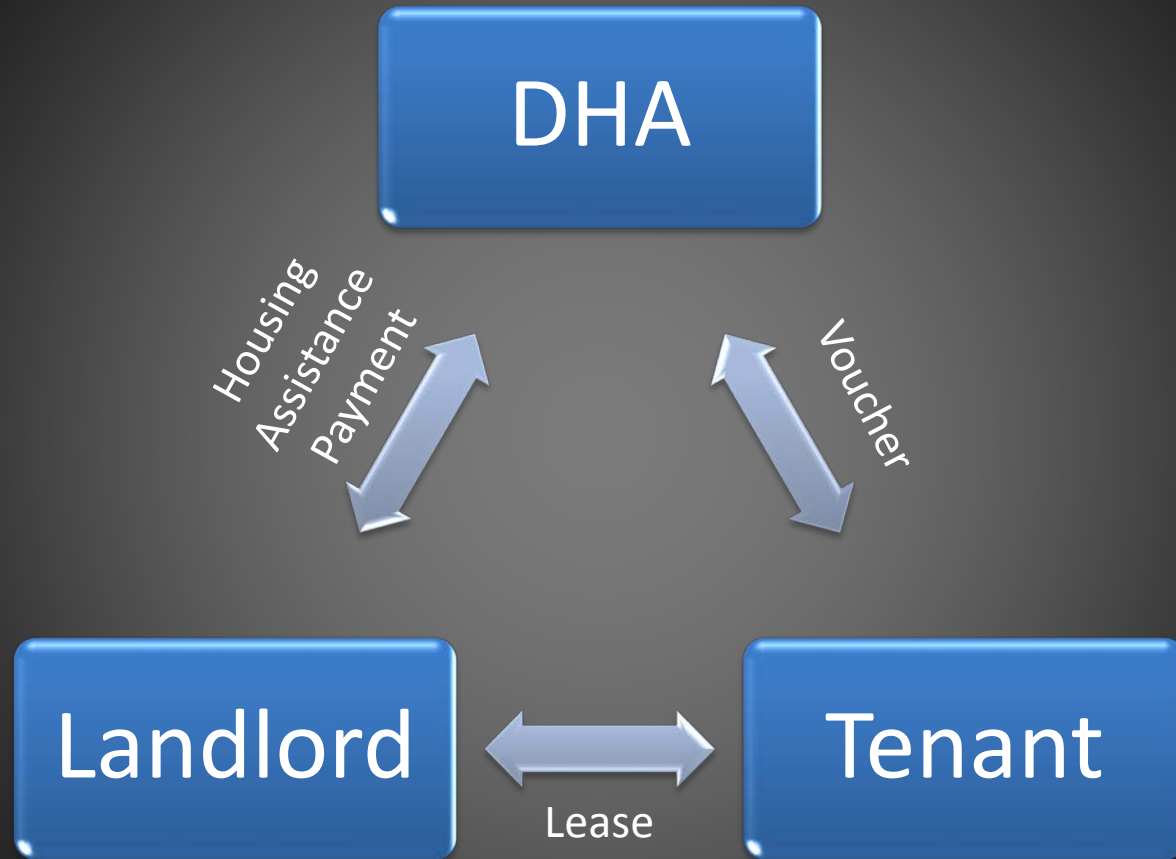 DHA
Housing
Assistance
Payment
Voucher
Landlord
Tenant
Lease